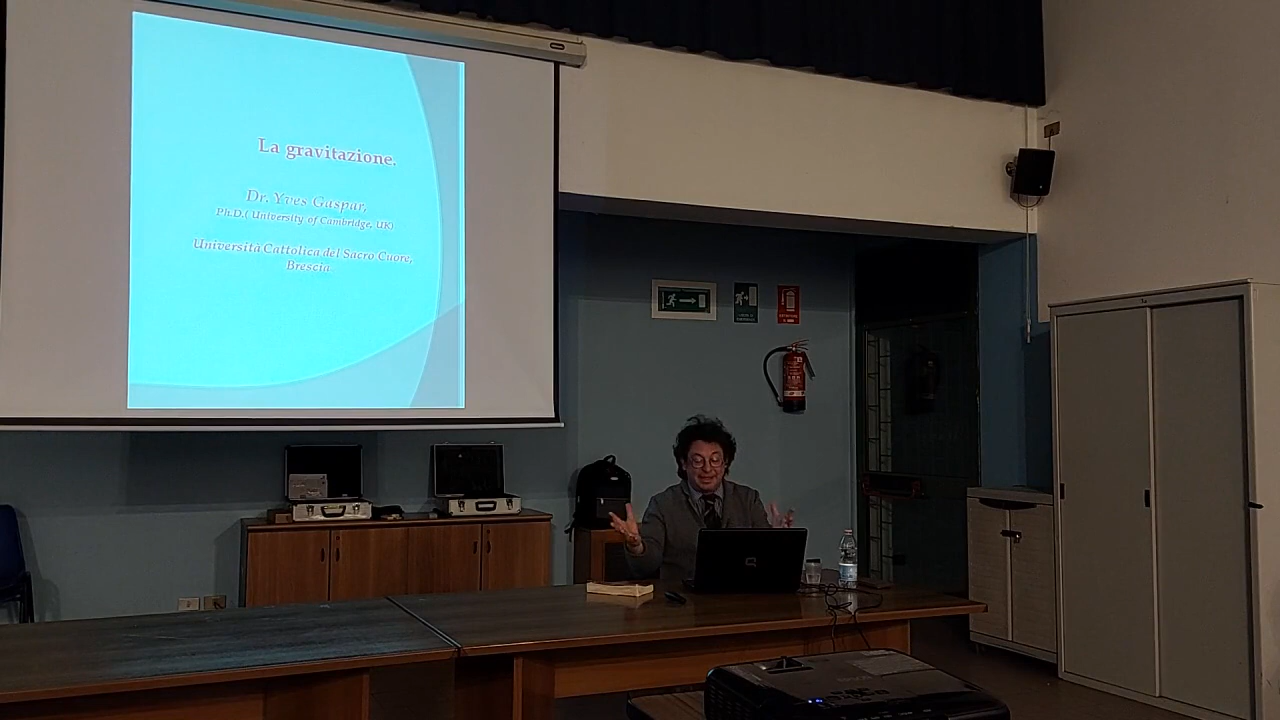 La gravitazione.
Dr. Yves Gaspar,
Ph.D.( University of Cambridge, UK)
Università Cattolica del Sacro Cuore,
Brescia.